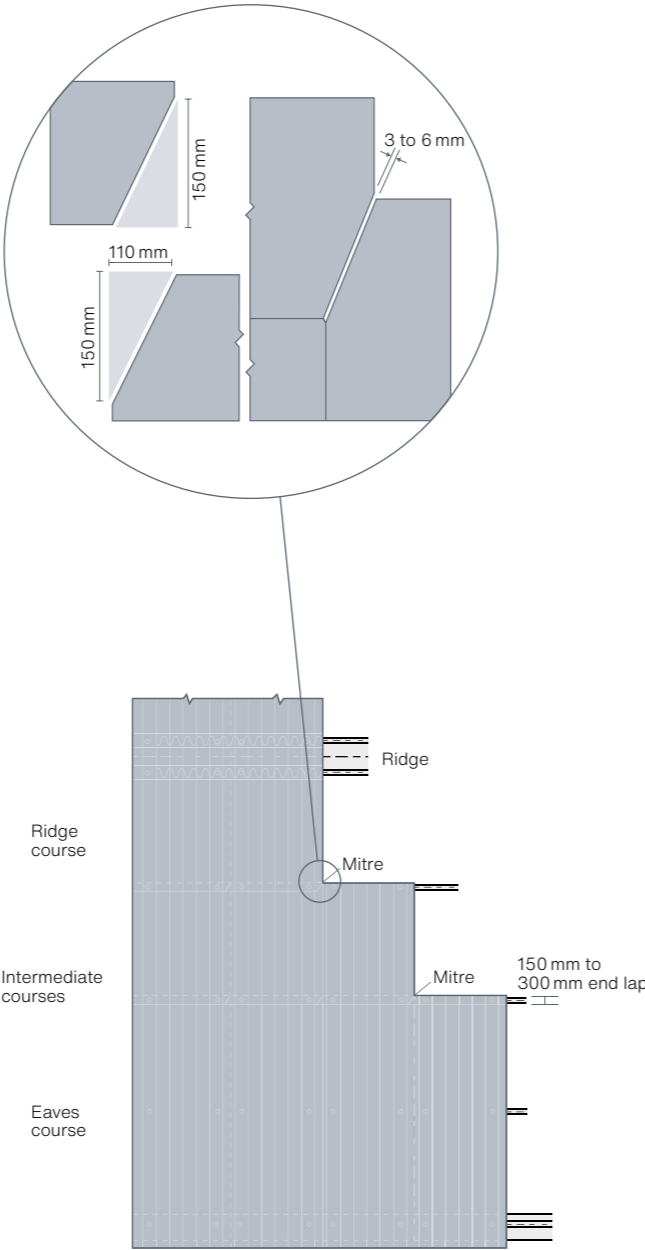 3 to 6 mm
150 mm
110 mm
150 mm
Ridge
Ridge
course
Mitre
Intermediate
courses
Mitre
150 mm to
300 mm end lap
Eaves
course